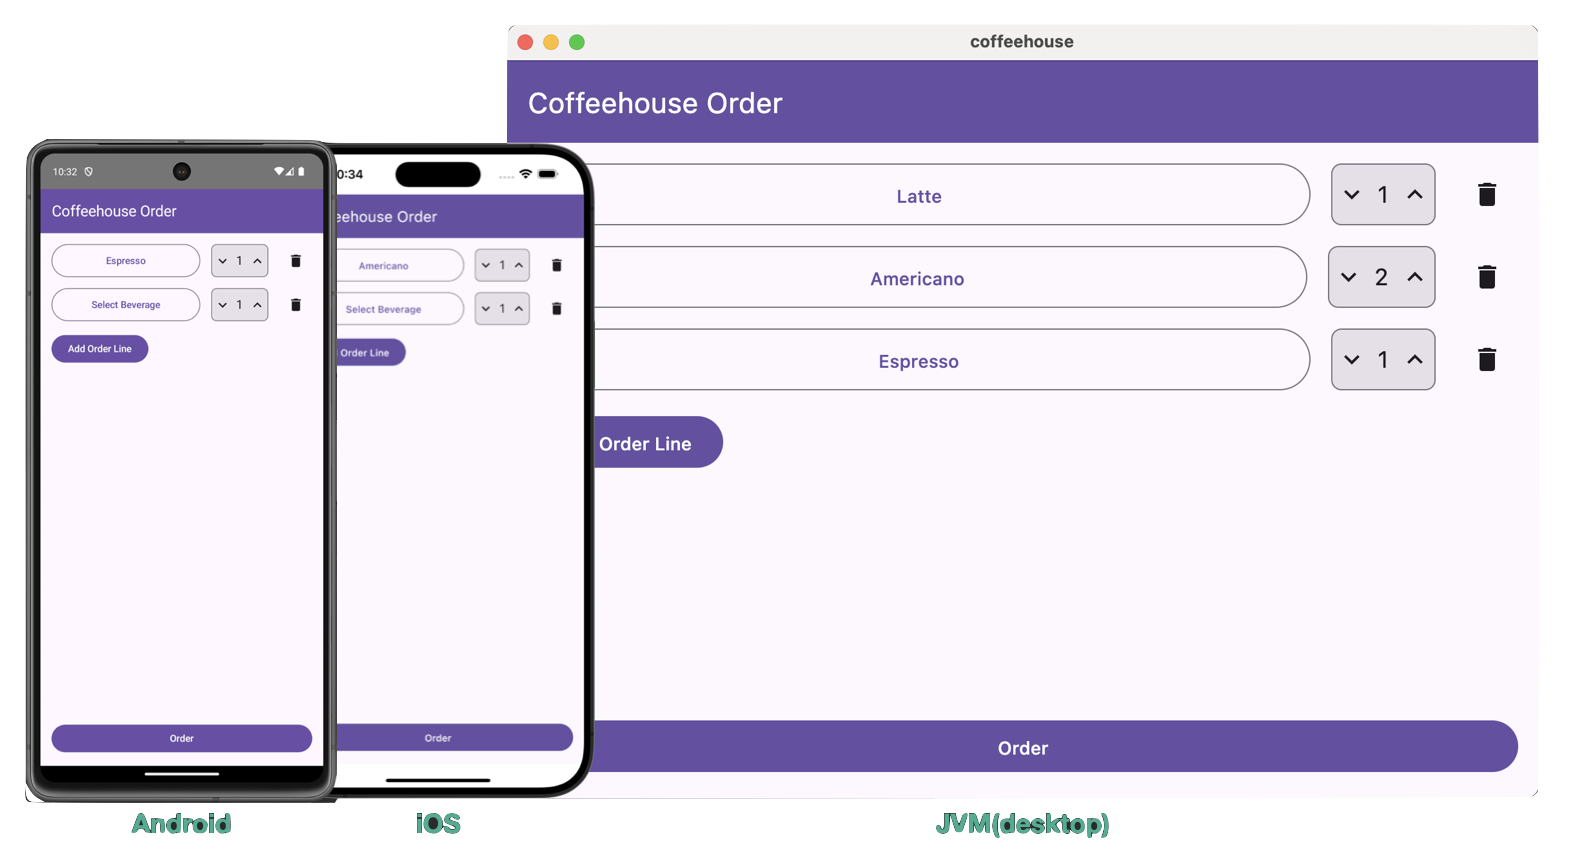 coffeehouse
Coffeehouse Order
Latte
1
Americano
2
Espresso
1
Order Line
Order
10:32
Coffeehouse Order
Espresso
1
Select Beverage
1
Add Order Line
Order
0:34
eehouse Order
Americano
1
Select Beverage
1
Order Line
Order
Android
iOS
JVM(desktop)